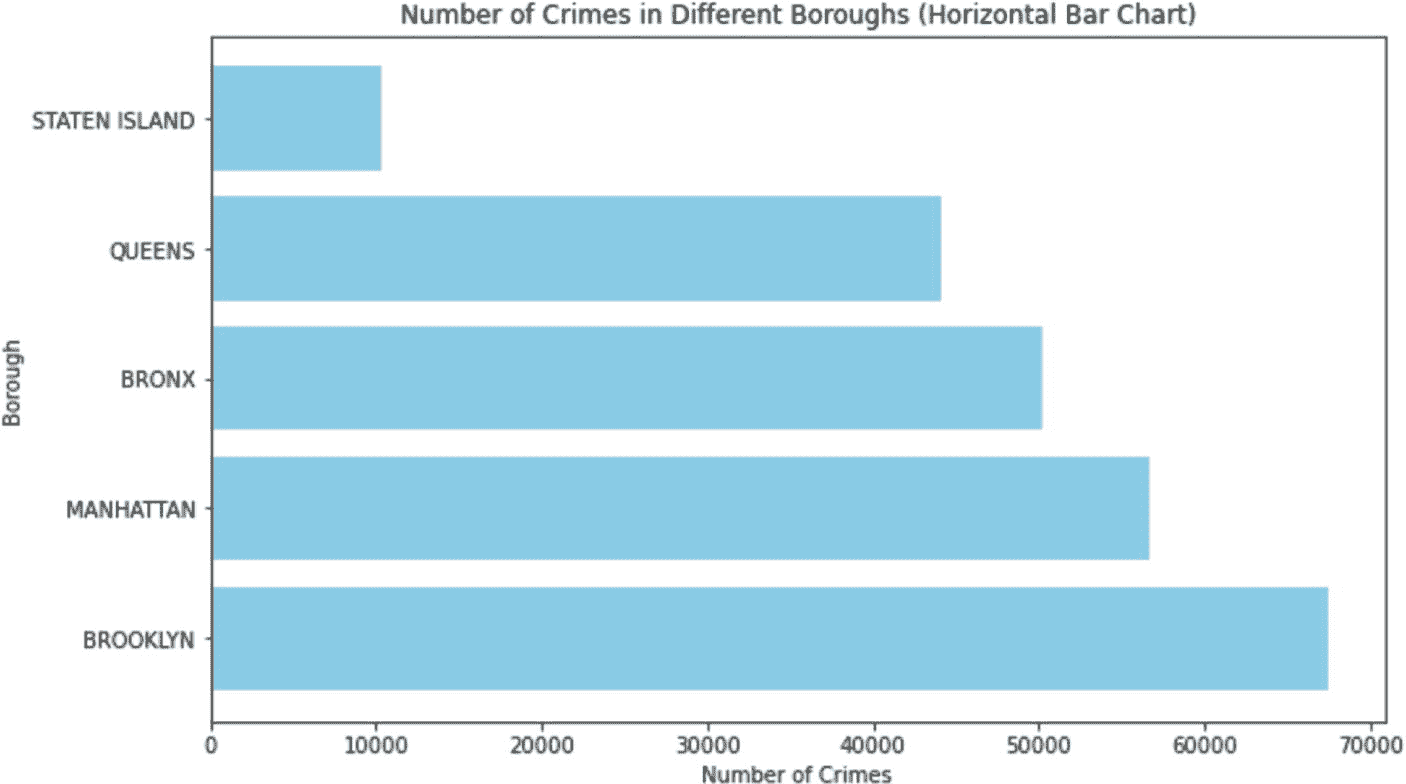 Number of Crimes in Different Boroughs (Horizontal Bar Chart)
STATEN ISLAND
QUEENS
BRONX
MANHATTAN
BROOKLYN
Borough
0 10000 20000 30000 40000 50000 60000 70000
Number of Crimes